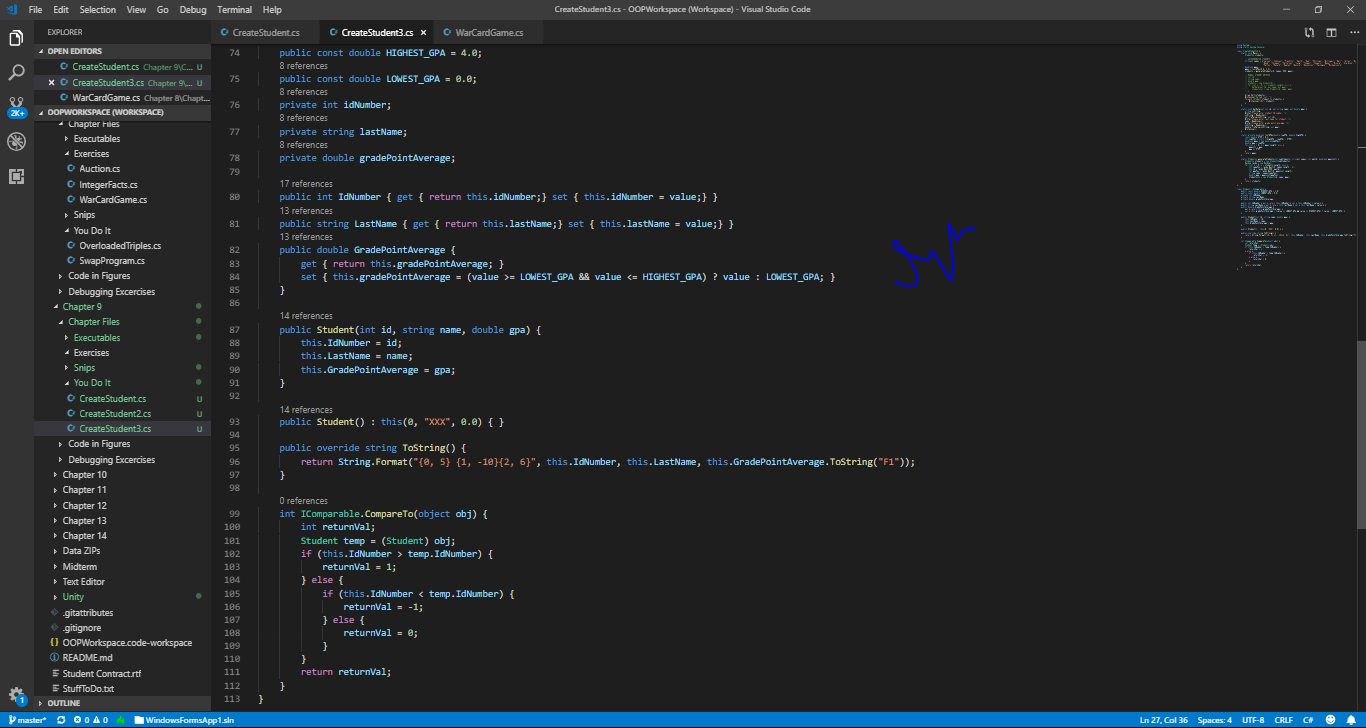 File Edit Selection View Go Debug Terminal Help
CreateStudent3.cs - OOPWorkspace (Workspace) - Visual Studio Code
EXPLORER
OPEN EDITORS
CreateStudent.cs Chapter 9\C... U
CreateStudent3.cs Chapter 9\... U
WarCardGame.cs Chapter 8\Chapt...
OOPWORKSPACE (WORKSPACE)
Chapter Files
Executables
Exercises
Auction.cs
IntegerFacts.cs
WarCardGame.cs
Snips
You Do It
OverloadedTriples.cs
SwapProgram.cs
Code in Figures
Debugging Excercises
Chapter 9
Chapter Files
Executables
Exercises
Snips
You Do It
CreateStudent.cs U
CreateStudent2.cs U
CreateStudent3.cs U
Code in Figures
Debugging Excercises
Chapter 10
Chapter 11
Chapter 12
Chapter 13
Chapter 14
Data ZIPs
Midterm
Text Editor
Unity
.gitattributes
.gitignore
OOPWorkspace.code-workspace
README.md
Student Contract.rtf
StuffToDo.txt
OUTLINE
2K+
1
CreateStudent.cs CreateStudent3.cs WarCardGame.cs
74 public const double HIGHEST_GPA = 4.0;
8 references
75 public const double LOWEST_GPA = 0.0;
8 references
76 private int idNumber;
8 references
77 private string lastName;
8 references
78 private double gradePointAverage;
79
17 references
80 public int IdNumber { get { return this.idNumber;} set { this.idNumber = value;} }
13 references
81 public string LastName { get { return this.lastName;} set { this.lastName = value;} }
13 references
82 public double GradePointAverage {
83 get { return this.gradePointAverage; }
84 set { this.gradePointAverage = (value >= LOWEST_GPA && value <= HIGHEST_GPA) ? value : LOWEST_GPA; }
85 }
86
14 references
87 public Student(int id, string name, double gpa) {
88 this.IdNumber = id;
89 this.LastName = name;
90 this.GradePointAverage = gpa;
91 }
92
14 references
93 public Student() : this(0, "XXX", 0.0) { }
94
95 public override string ToString() {
96 return String.Format("{0, 5} {1, -10}{2, 6}", this.IdNumber, this.LastName, this.GradePointAverage.ToString("F1"));
97 }
98
0 references
99 int IComparable.CompareTo(object obj) {
100 int returnVal;
101 Student temp = (Student) obj;
102 if (this.IdNumber > temp.IdNumber) {
103 returnVal = 1;
104 } else {
105 if (this.IdNumber < temp.IdNumber) {
106 returnVal = -1;
107 } else {
108 returnVal = 0;
109 }
110 }
111 return returnVal;
112 }
113 }
master* 0 0 WindowsFormsApp1.sln
Ln 27, Col 36 Spaces: 4 UTF-8 CRLF C#